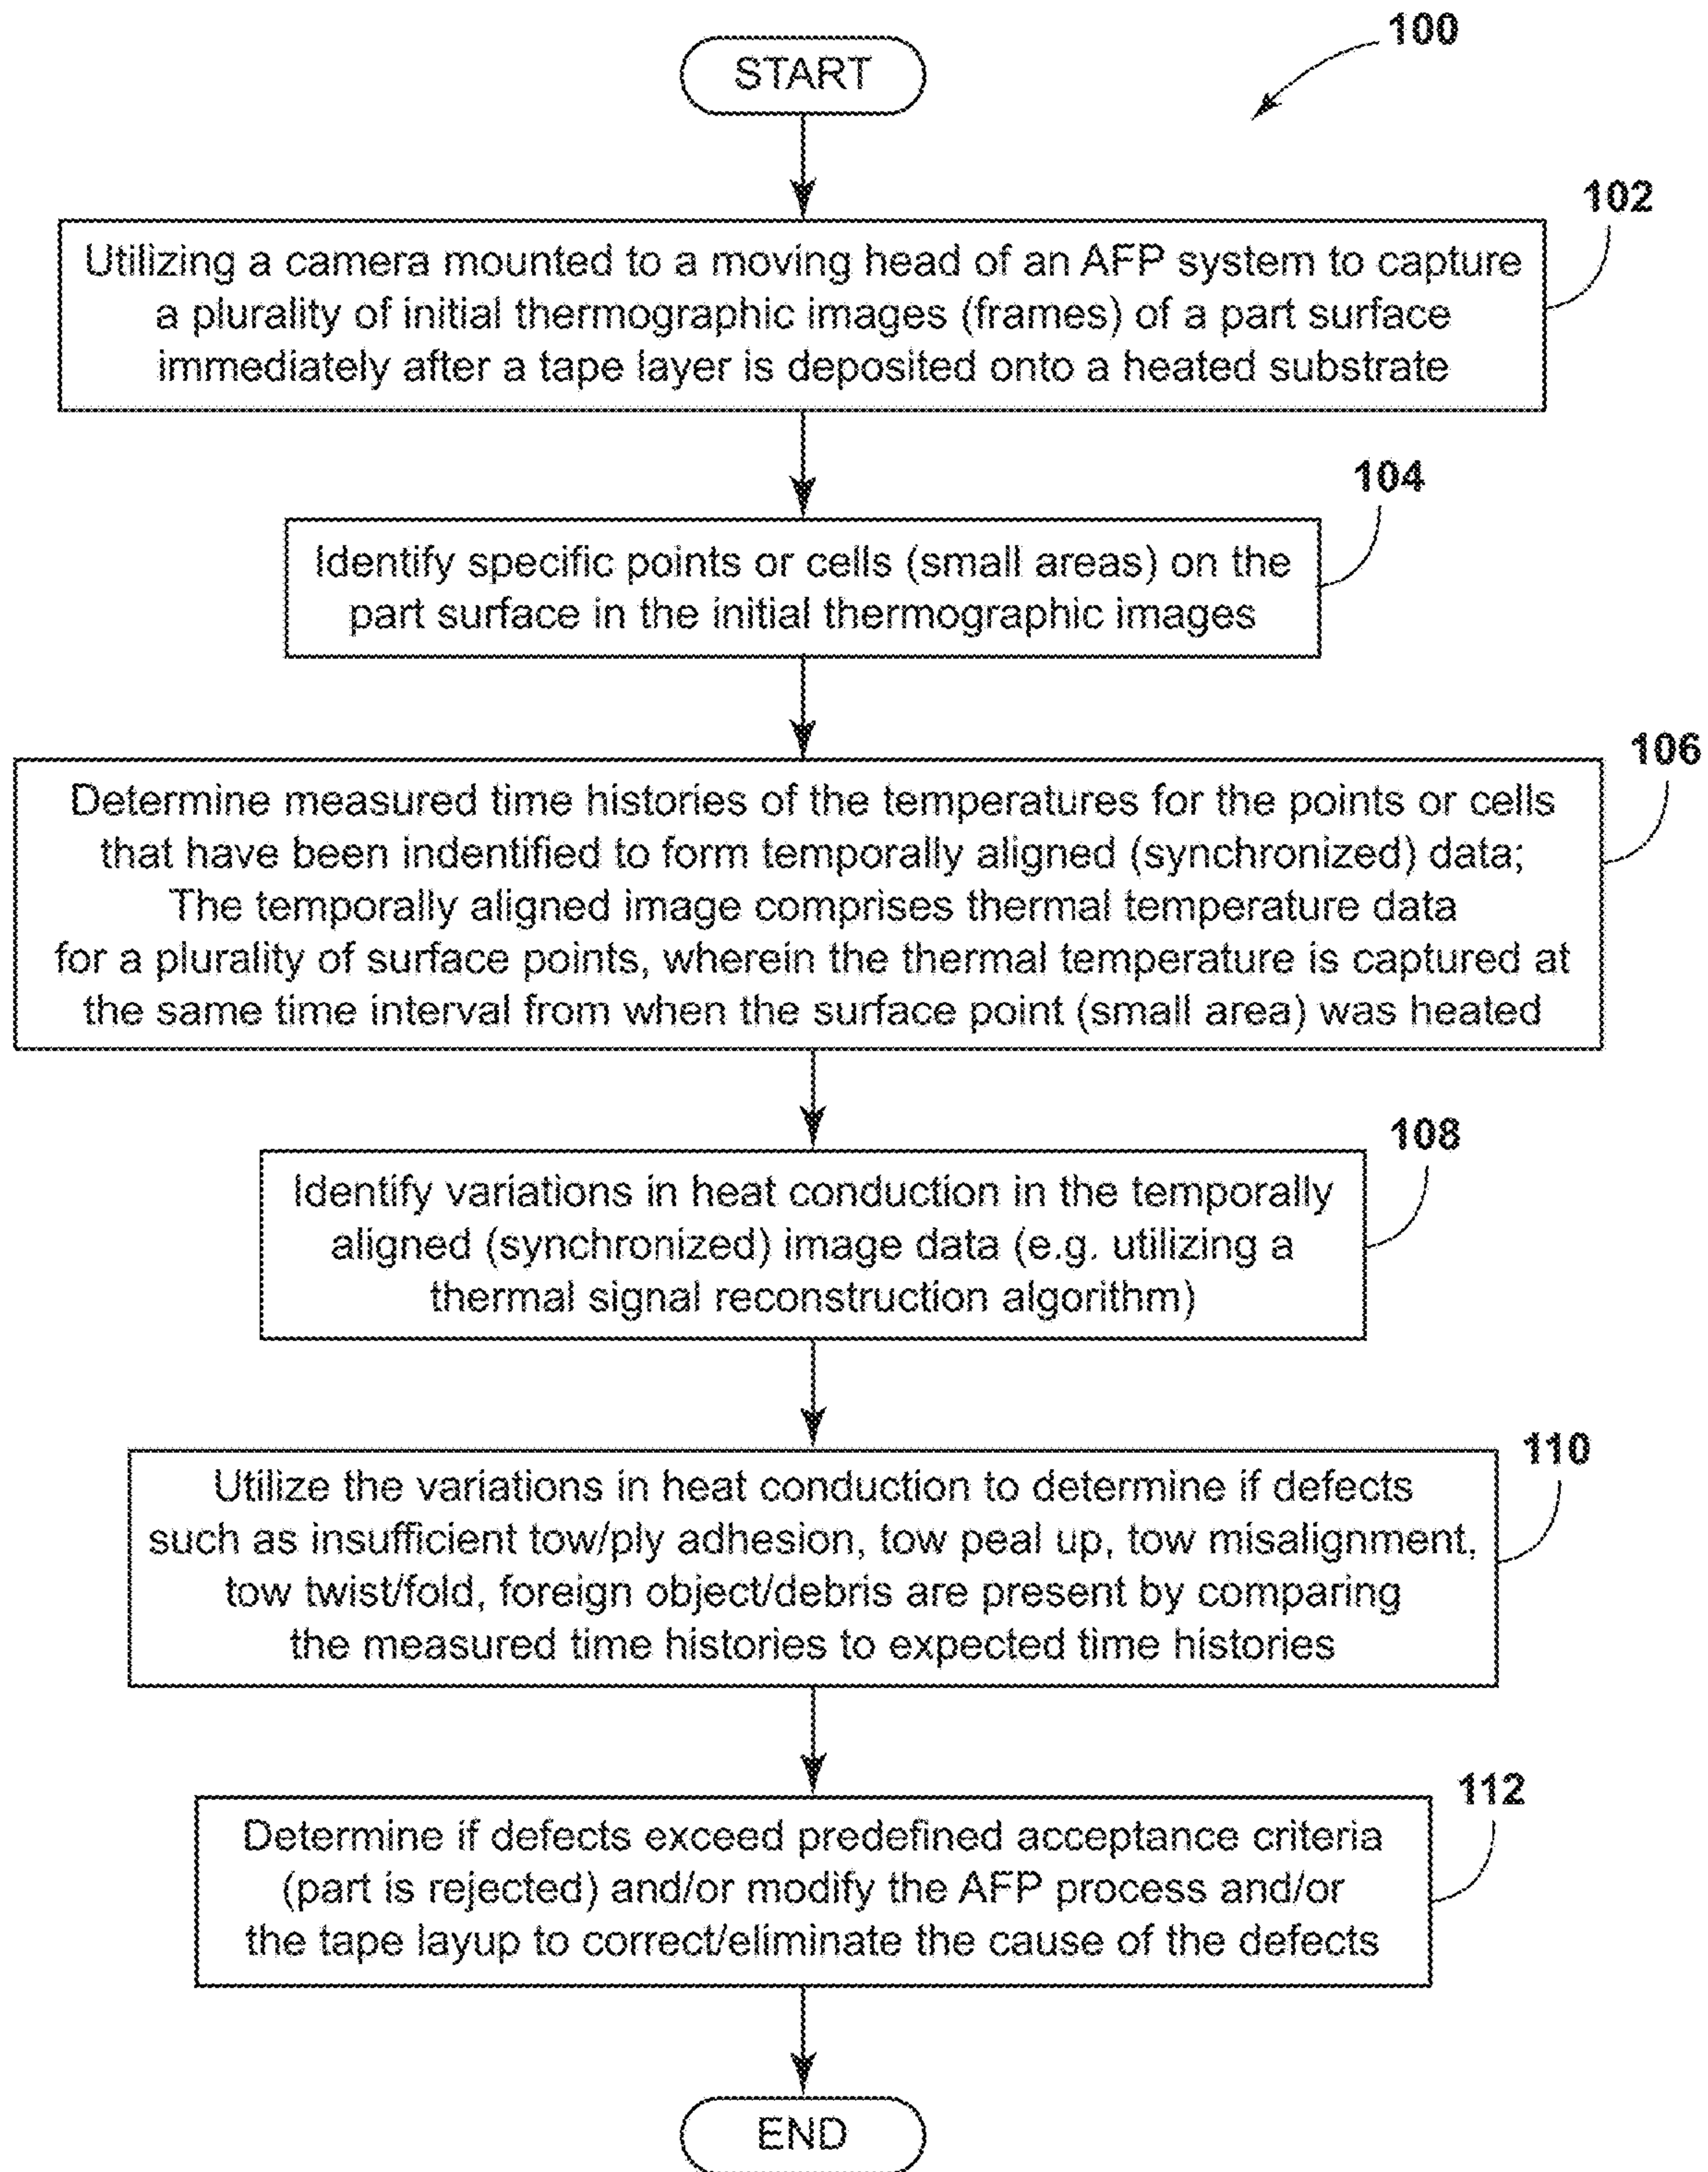 100
START
102
Utilizing a camera mounted to a moving head of an AFP system to capture
a plurality of initial thermographic images (frames) of a part surface
immediately after a tape layer is deposited onto a heated substrate
104
Identify specific points or cells (small areas) on the
part surface in the initial thermographic images
106
Determine measured time histories of the temperatures for the points or cells
that have been indentified to form temporally aligned (synchronized) data;
The temporally aligned image comprises thermal temperature data
for a plurality of surface points, wherein the thermal temperature is captured at
the same time interval from when the surface point (small area) was heated
108
Identify variations in heat conduction in the temporally
aligned (synchronized) image data (e.g. utilizing a
thermal signal reconstruction algorithm)
110
Utilize the variations in heat conduction to determine if defects
such as insufficient tow/ply adhesion, tow peal up, tow misalignment,
tow twist/fold, foreign object/debris are present by comparing
the measured time histories to expected time histories
112
Determine if defects exceed predefined acceptance criteria
(part is rejected) and/or modify the AFP process and/or
the tape layup to correct/eliminate the cause of the defects
END